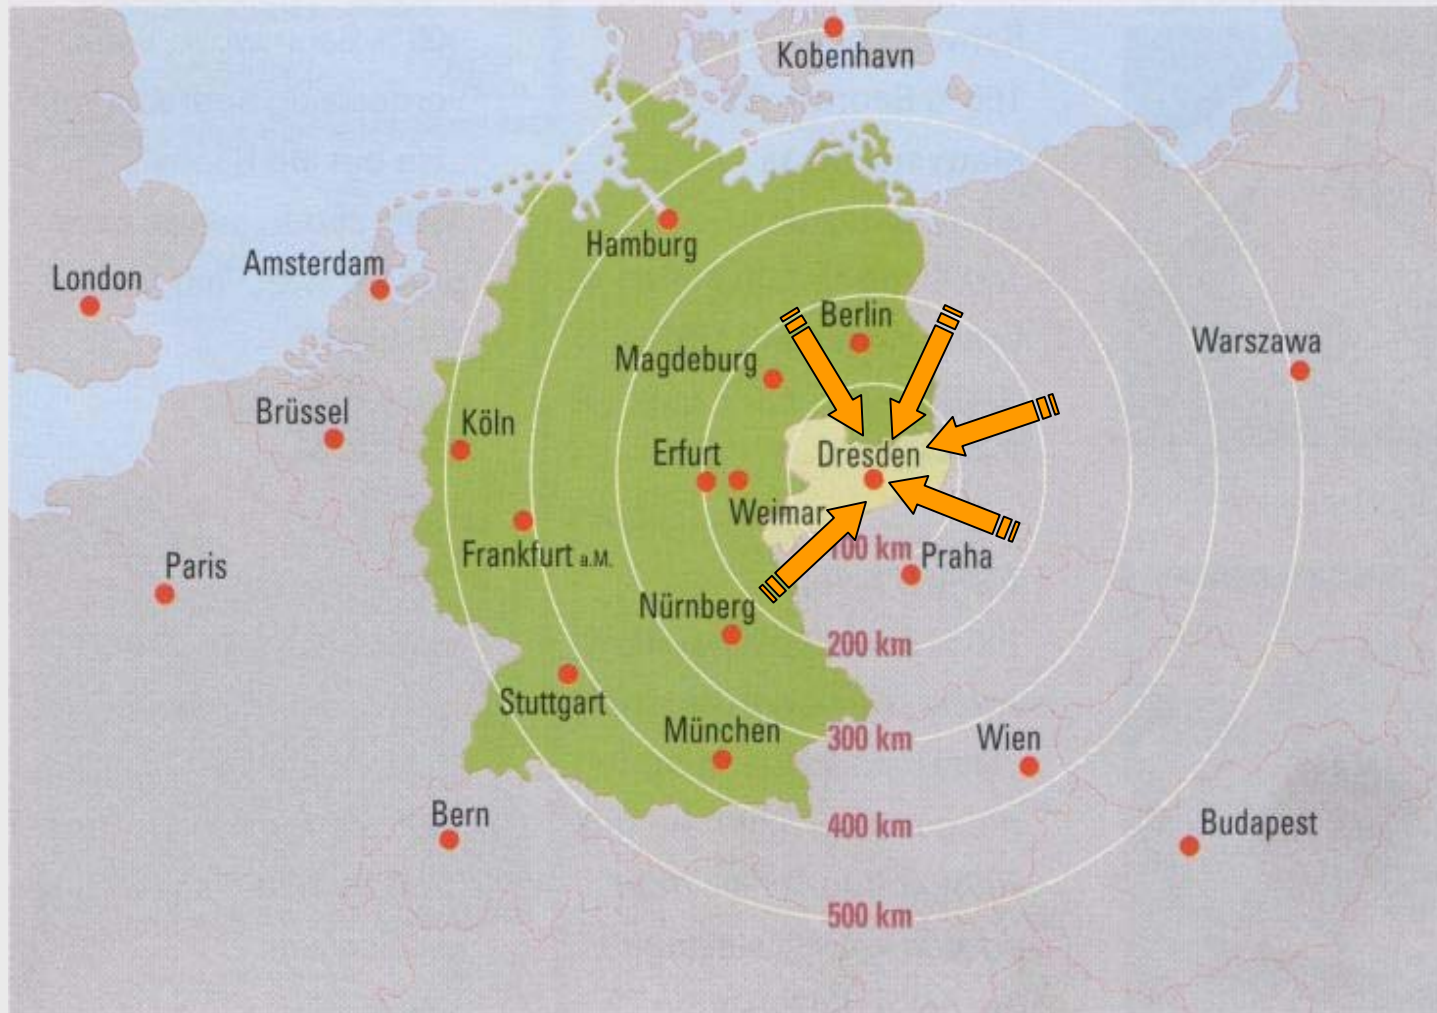 Kobenhavn
Hamburg
Amsterdam
London
Berlin
Warszawa
Magdeburg
Brüssel
Köln
Erfurt
Dresden
Weimar
Frankfurt a.M.
100 km
Praha
Paris
Nürnberg
200 km
Stuttgart
München
300 km
Wien
Bern
400 km
Budapest
500 km